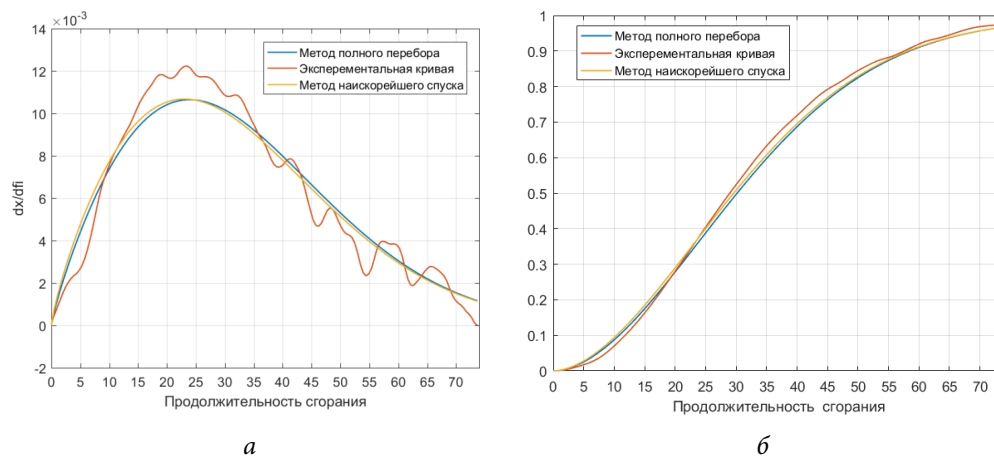 ×10⁻³
14
12
10
8
6
4
2
0
-2
dx/dfi
Метод полного перебора
Эксперементальная кривая
Метод наискорейшего спуска
0 5 10 15 20 25 30 35 40 45 50 55 60 65 70
Продолжительность сгорания
а
1
0.9
0.8
0.7
0.6
0.5
0.4
0.3
0.2
0.1
0
Метод полного перебора
Эксперементальная кривая
Метод наискорейшего спуска
0 5 10 15 20 25 30 35 40 45 50 55 60 65 70
Продолжительность сгорания
б